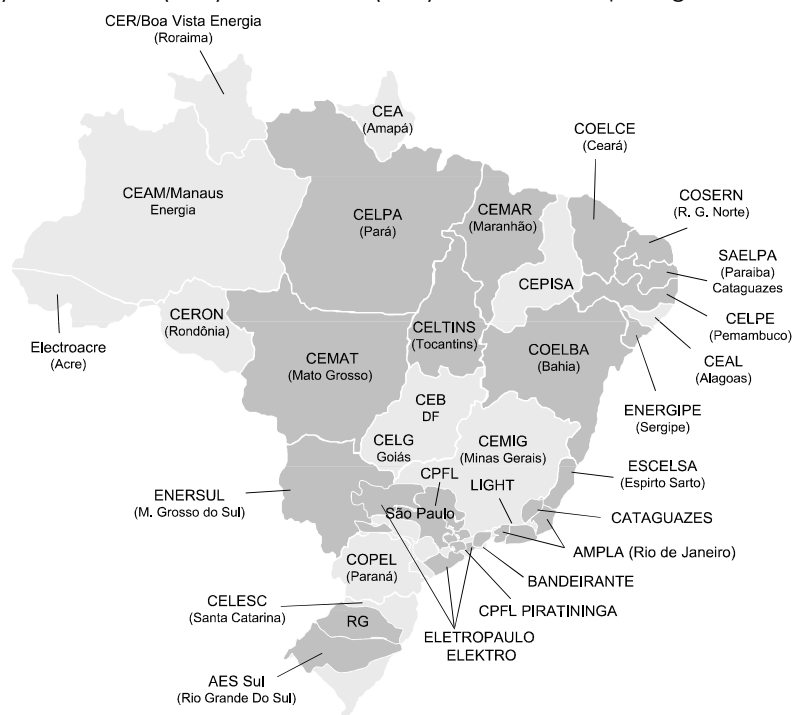 CER/Boa Vista Energia
(Roraima)
CEA
(Amapá)
COELCE
(Ceará)
CEAM/Manaus
Energia
CELPA
(Pará)
CEMAR
(Maranhão)
COSERN
(R. G. Norte)
SAELPA
(Paraiba)
Cataguazes
CEPISA
CERON
(Rondônia)
CELTINS
(Tocantins)
CELPE
(Pemambuco)
Electroacre
(Acre)
CEMAT
(Mato Grosso)
COELBA
(Bahia)
CEAL
(Alagoas)
CEB
DF
ENERGIPE
(Sergipe)
CELG
Goiás
CEMIG
(Minas Gerais)
ESCELSA
(Espirto Sarto)
CPFL
LIGHT
ENERSUL
(M. Grosso do Sul)
São Paulo
CATAGUAZES
AMPLA (Rio de Janeiro)
COPEL
(Paraná)
BANDEIRANTE
CELESC
(Santa Catarina)
CPFL PIRATININGA
RG
ELETROPAULO
ELEKTRO
AES Sul
(Rio Grande Do Sul)